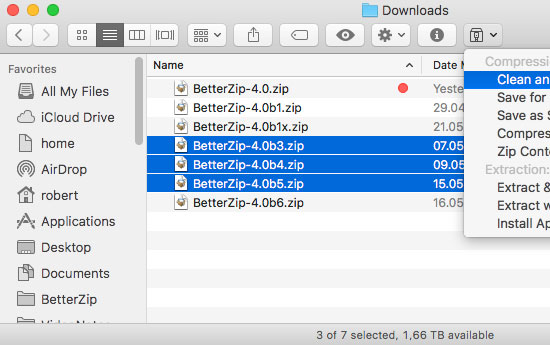 Downloads
Favorites
All My Files
iCloud Drive
home
AirDrop
robert
Applications
Desktop
Documents
BetterZip
Name
Date M
BetterZip-4.0.zip Yeste
BetterZip-4.0b1.zip 29.04
BetterZip-4.0b1x.zip 21.05
BetterZip-4.0b3.zip 07.05
BetterZip-4.0b4.zip 09.05
BetterZip-4.0b5.zip 15.05
BetterZip-4.0b6.zip 16.05
Compressi
Clean an
Save for
Save as S
Compres
Zip Conte
Extraction:
Extract &
Extract w
Install Ap
3 of 7 selected, 1,66 TB available